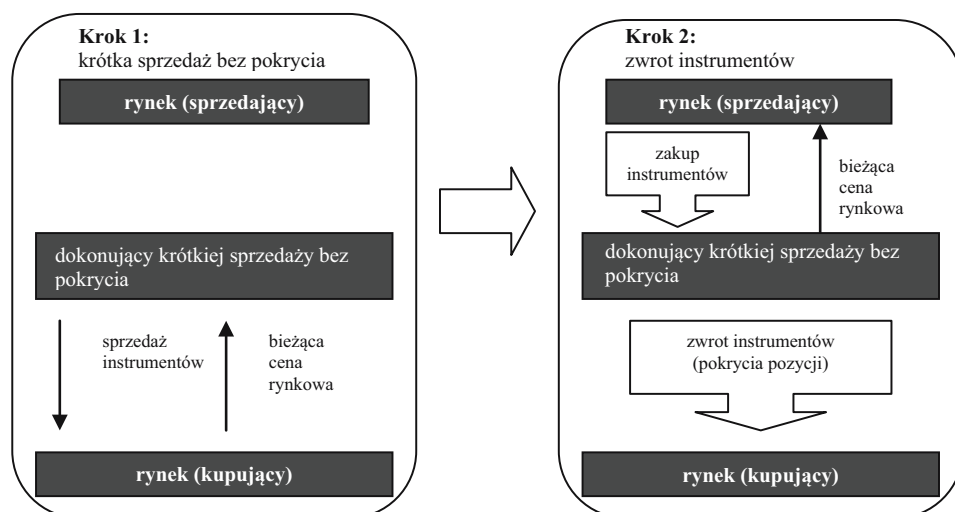 Krok 1:
krótka sprzedaż bez pokrycia
rynek (sprzedający)
dokonujący krótkiej sprzedaży bez
pokrycia
sprzedaż
instrumentów
bieżąca
cena
rynkowa
rynek (kupujący)
Krok 2:
zwrot instrumentów
rynek (sprzedający)
zakup
instrumentów
bieżąca
cena
rynkowa
dokonujący krótkiej sprzedaży bez
pokrycia
zwrot instrumentów
(pokrycia pozycji)
rynek (kupujący)